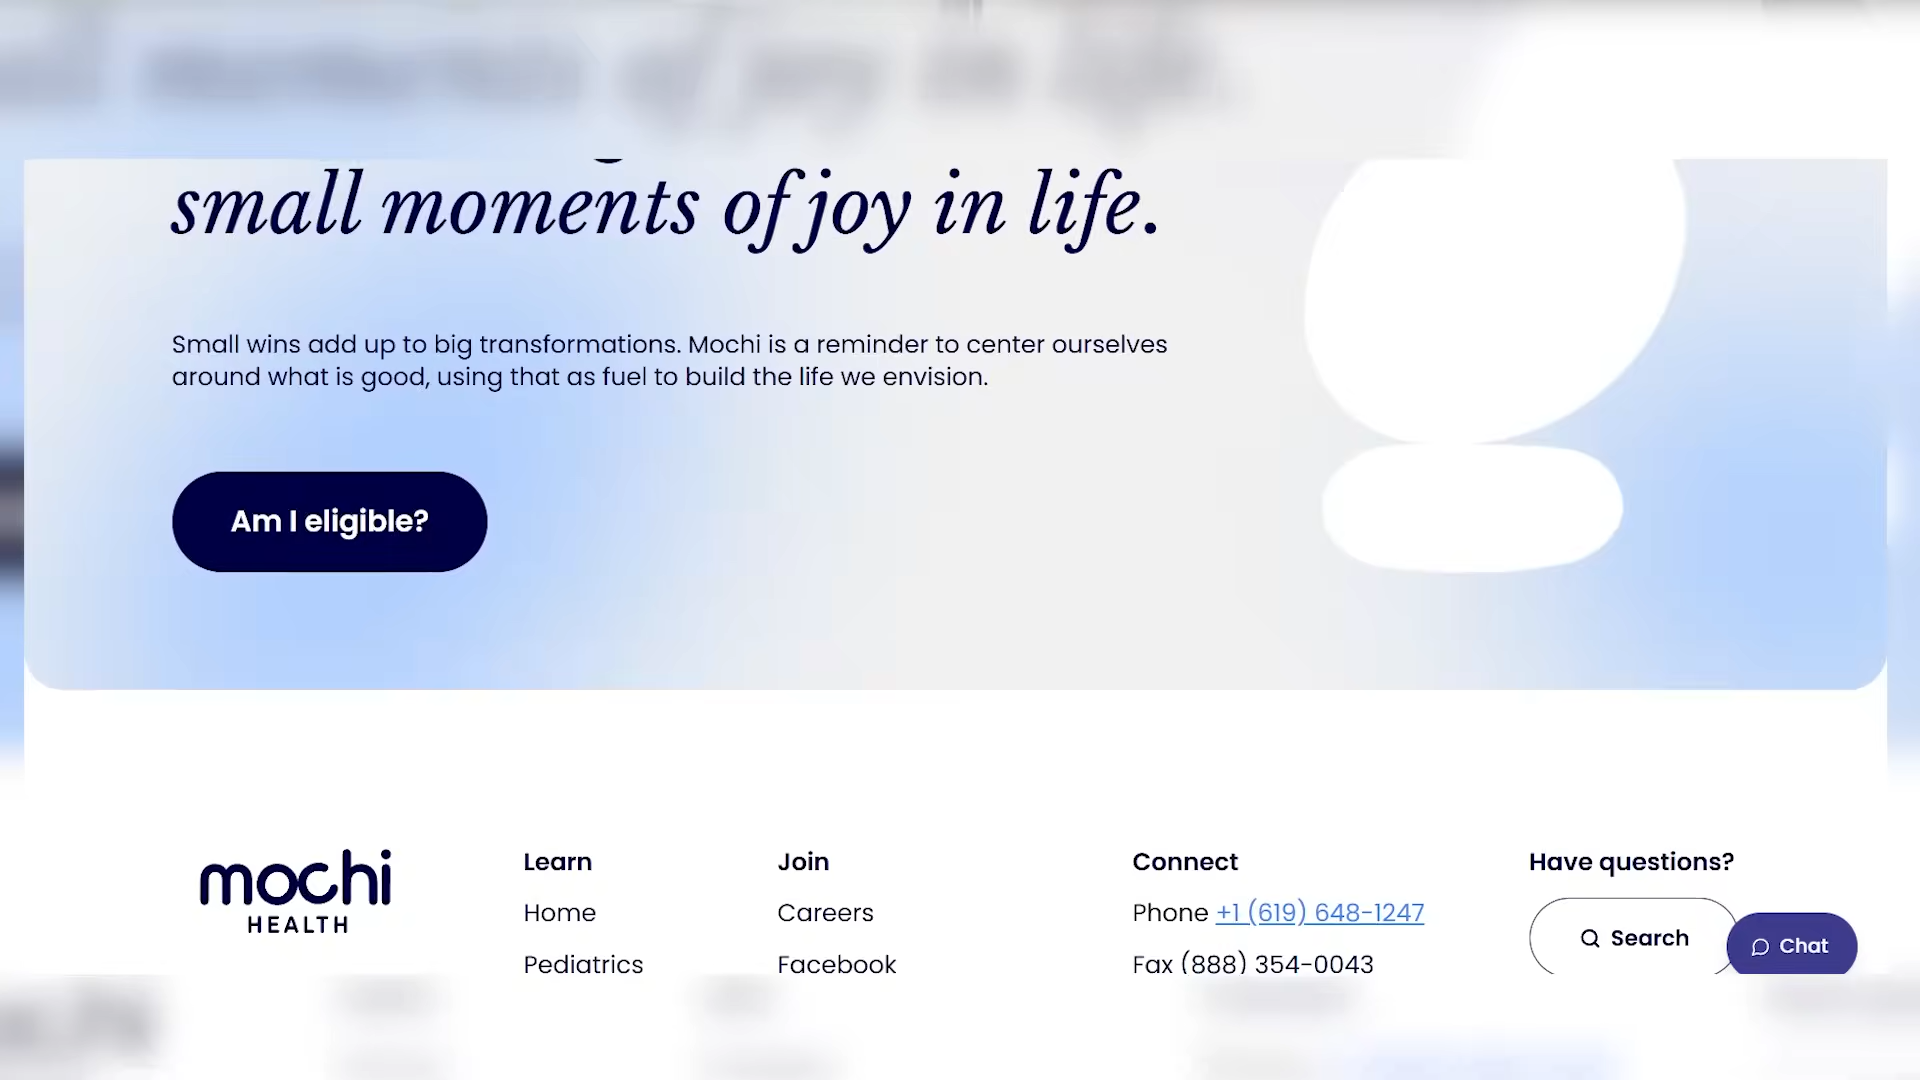 small moments of joy in life.
Small wins add up to big transformations. Mochi is a reminder to center ourselves
around what is good, using that as fuel to build the life we envision.
Am I eligible?
mochi
HEALTH
Learn
Home
Pediatrics
Join
Careers
Facebook
Connect
Phone +1 (619) 648-1247
Fax (888) 354-0043
Have questions?
Search
Chat